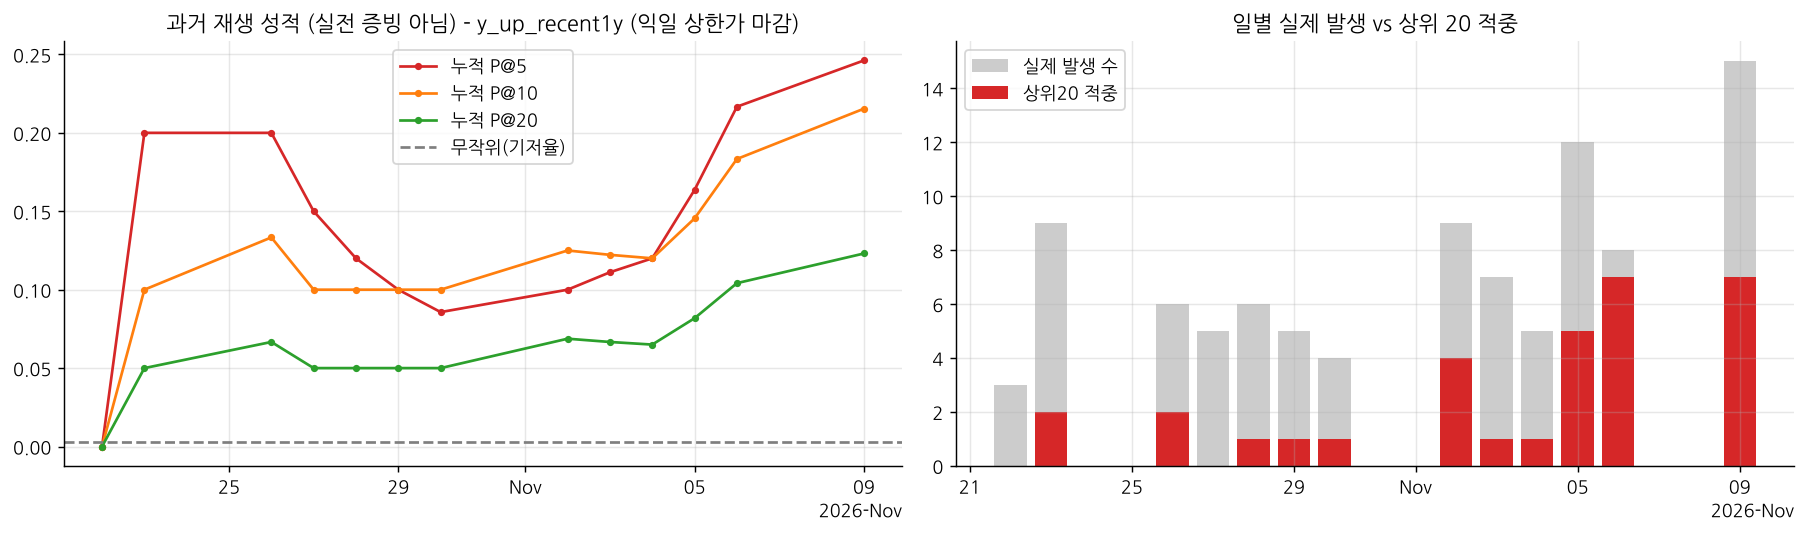 과거 재생 성적 (실전 증빙 아님) - y_up_recent1y (익일 상한가 마감)
0.25
0.20
0.15
0.10
0.05
0.00
누적 P@5
누적 P@10
누적 P@20
무작위(기저율)
25
29
Nov
05
09
2026-Nov
일별 실제 발생 vs 상위 20 적중
14
12
10
8
6
4
2
0
실제 발생 수
상위20 적중
21
25
29
Nov
05
09
2026-Nov